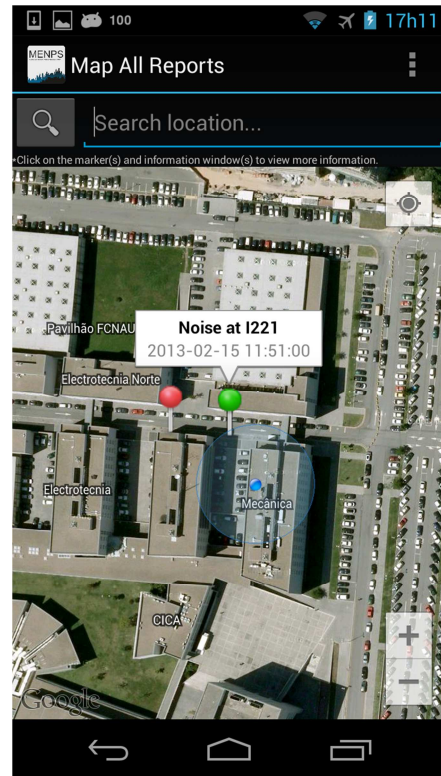 100
17h11
MENPS
Map All Reports
Search location...
*Click on the marker(s) and information window(s) to view more information.
Pavilhão FCNAU
Noise at I221
2013-02-15 11:51:00
Electrotecnia Norte
Electrotecnia
Mecânica
CICA
Google